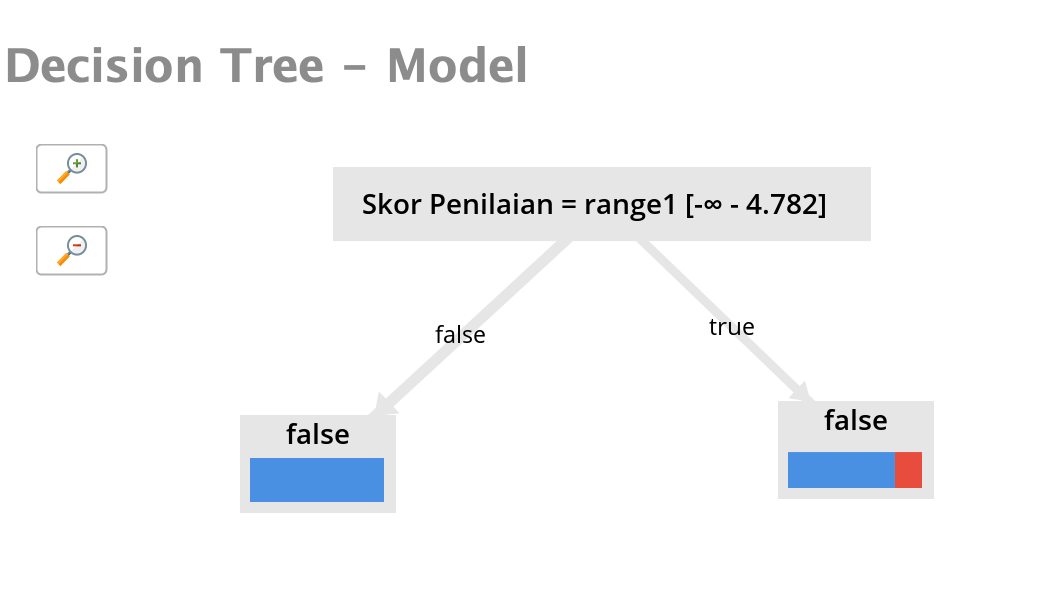 Decision Tree – Model
Skor Penilaian = range1 [-∞ - 4.782]
false
true
false
false